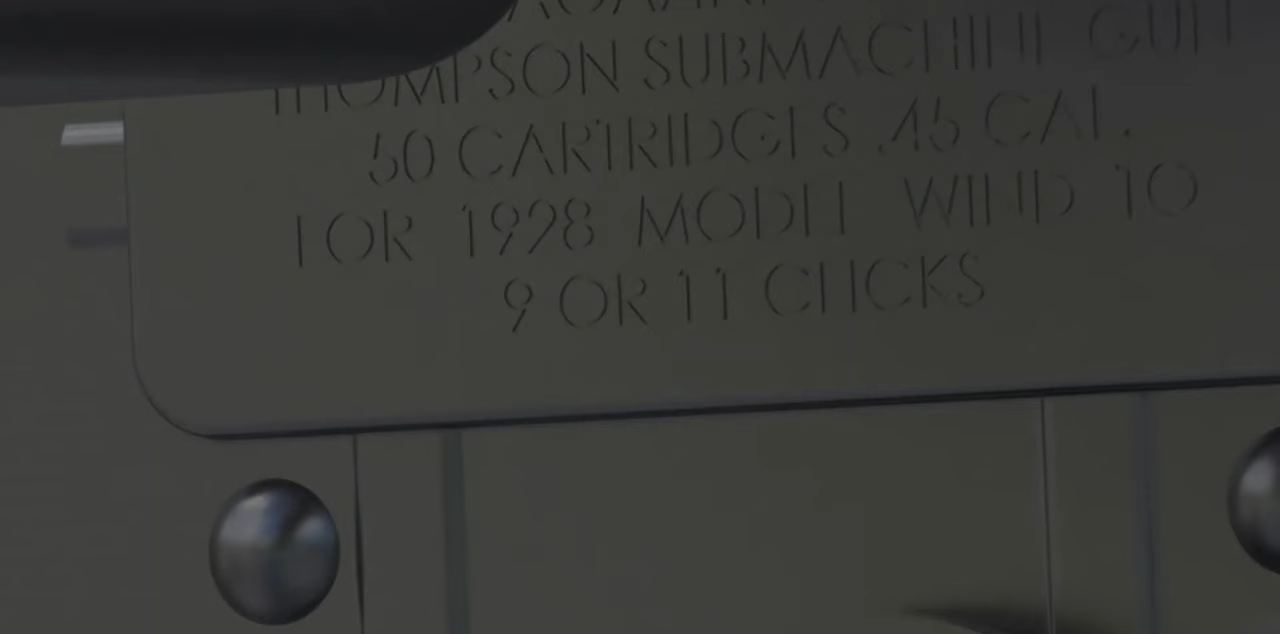 THOMPSON SUBMACHINE GUN
50 CARTRIDGES .45 CAL.
FOR 1928 MODEL WIND TO
9 OR 11 CLICKS